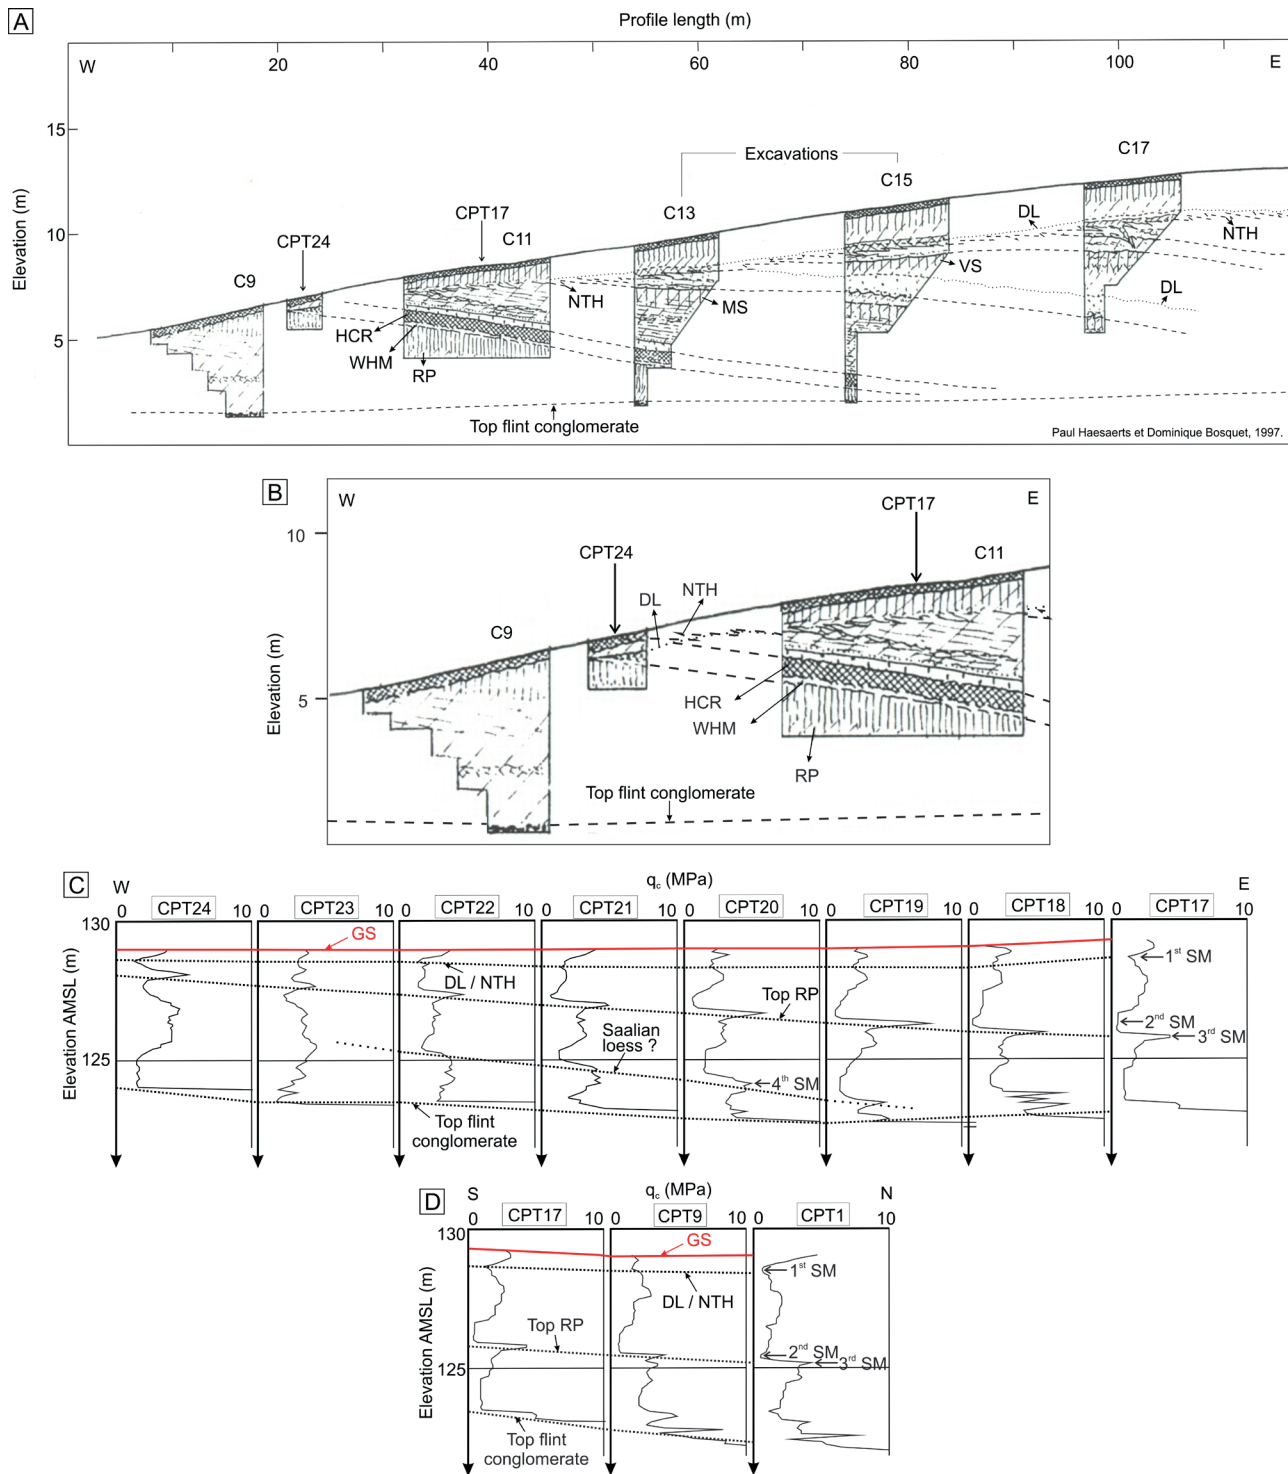 A
Profile length (m)
W
20
40
60
80
100
E
15
10
5
Elevation (m)
Excavations
C17
C15
C13
CPT17
C11
CPT24
C9
DL
NTH
VS
DL
NTH
MS
HCR
WHM
RP
Top flint conglomerate
Paul Haesaerts et Dominique Bosquet, 1997.
B
W
E
10
5
Elevation (m)
CPT17
C11
CPT24
NTH
DL
C9
HCR
WHM
RP
Top flint conglomerate
C
W
qc (MPa)
E
0 CPT24 10
0 CPT23 10
0 CPT22 10
0 CPT21 10
0 CPT20 10
0 CPT19 10
0 CPT18 10
0 CPT17 10
130
125
Elevation AMSL (m)
GS
DL / NTH
Top RP
Saalian
loess ?
1st SM
2nd SM
3rd SM
4th SM
Top flint
conglomerate
D
S
qc (MPa)
N
0 CPT17 10
0 CPT9 10
0 CPT1 10
130
125
Elevation AMSL (m)
GS
DL / NTH
Top RP
1st SM
2nd SM
3rd SM
Top flint
conglomerate